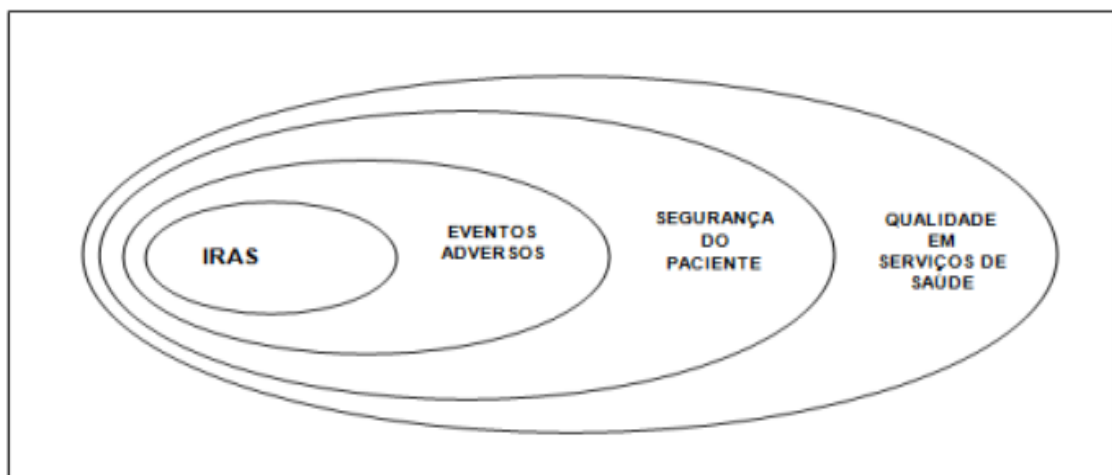 IRAS
EVENTOS
ADVERSOS
SEGURANÇA
DO
PACIENTE
QUALIDADE
EM
SERVIÇOS DE
SAÚDE